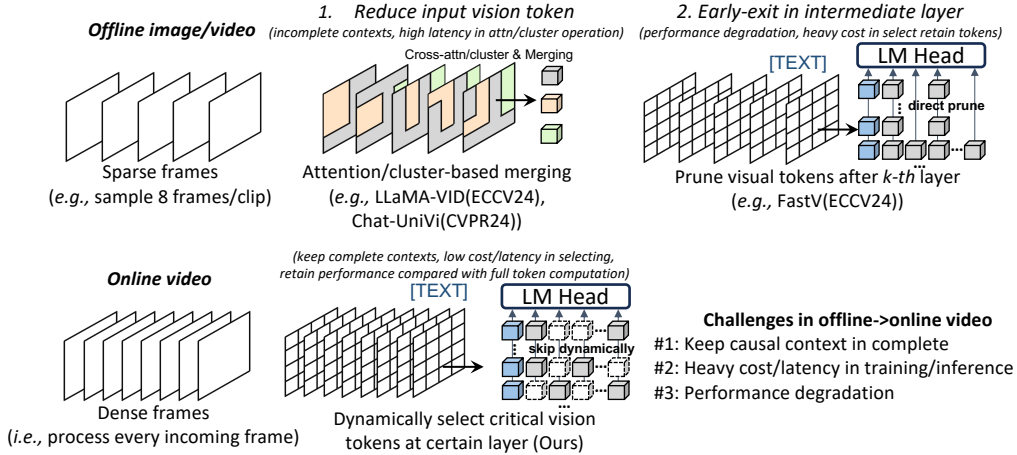 Offline image/video
Sparse frames
(e.g., sample 8 frames/clip)
1. Reduce input vision token
(incomplete contexts, high latency in attn/cluster operation)
Cross-attn/cluster & Merging
Attention/cluster-based merging
(e.g., LLaMA-VID(ECCV24),
Chat-UniVi(CVPR24))
2. Early-exit in intermediate layer
(performance degradation, heavy cost in select retain tokens)
[TEXT]
LM Head
direct prune
...
...
...
Prune visual tokens after k-th layer
(e.g., FastV(ECCV24))
Online video
Dense frames
(i.e., process every incoming frame)
(keep complete contexts, low cost/latency in selecting,
retain performance compared with full token computation)
[TEXT]
LM Head
...
skip dynamically
...
...
...
...
Dynamically select critical vision
tokens at certain layer (Ours)
Challenges in offline->online video
#1: Keep causal context in complete
#2: Heavy cost/latency in training/inference
#3: Performance degradation